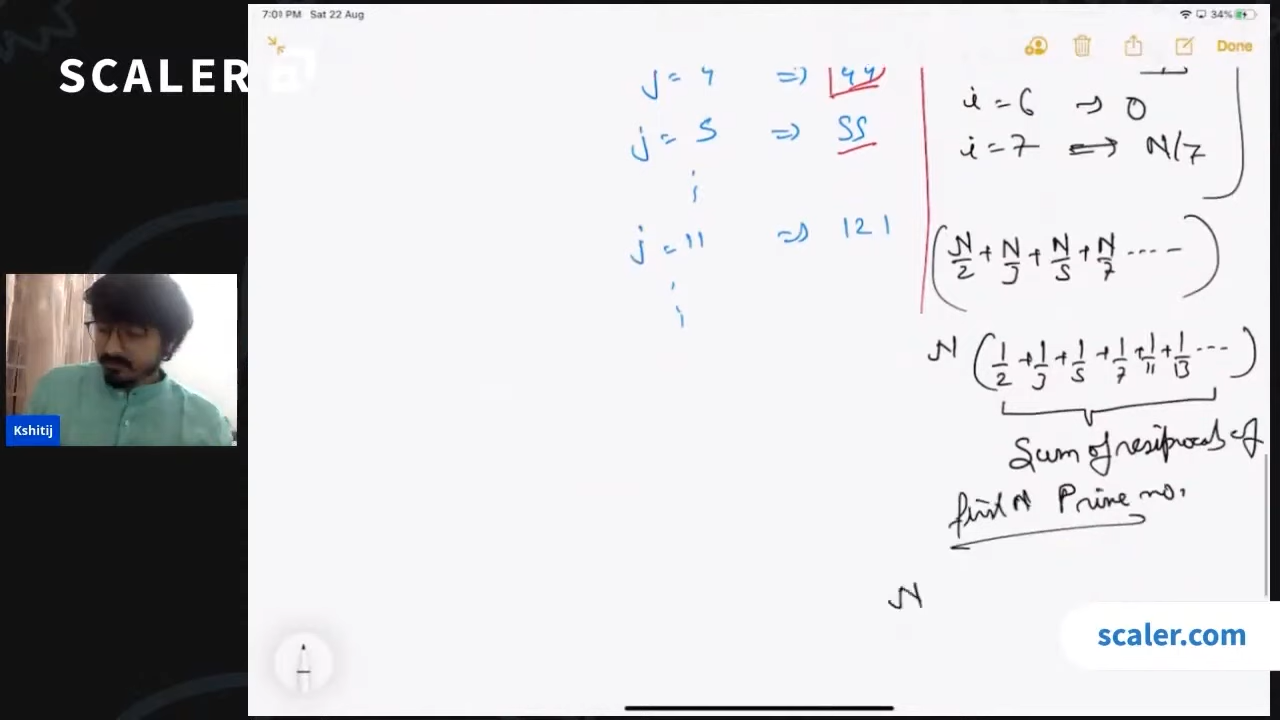 7:01 PM Sat 22 Aug
34%
Done
SCALER
j = 4 => 44
j = 5 => 55
j = 11 => 121
i = 6 → 0
i = 7 → N/7
(N/2 + N/3 + N/5 + N/7 .....)
N (1/2 + 1/3 + 1/5 + 1/7 + 1/11 + 1/13 ...)
Sum of resiprocals of
first N Prime no.
N
Kshitij
scaler.com